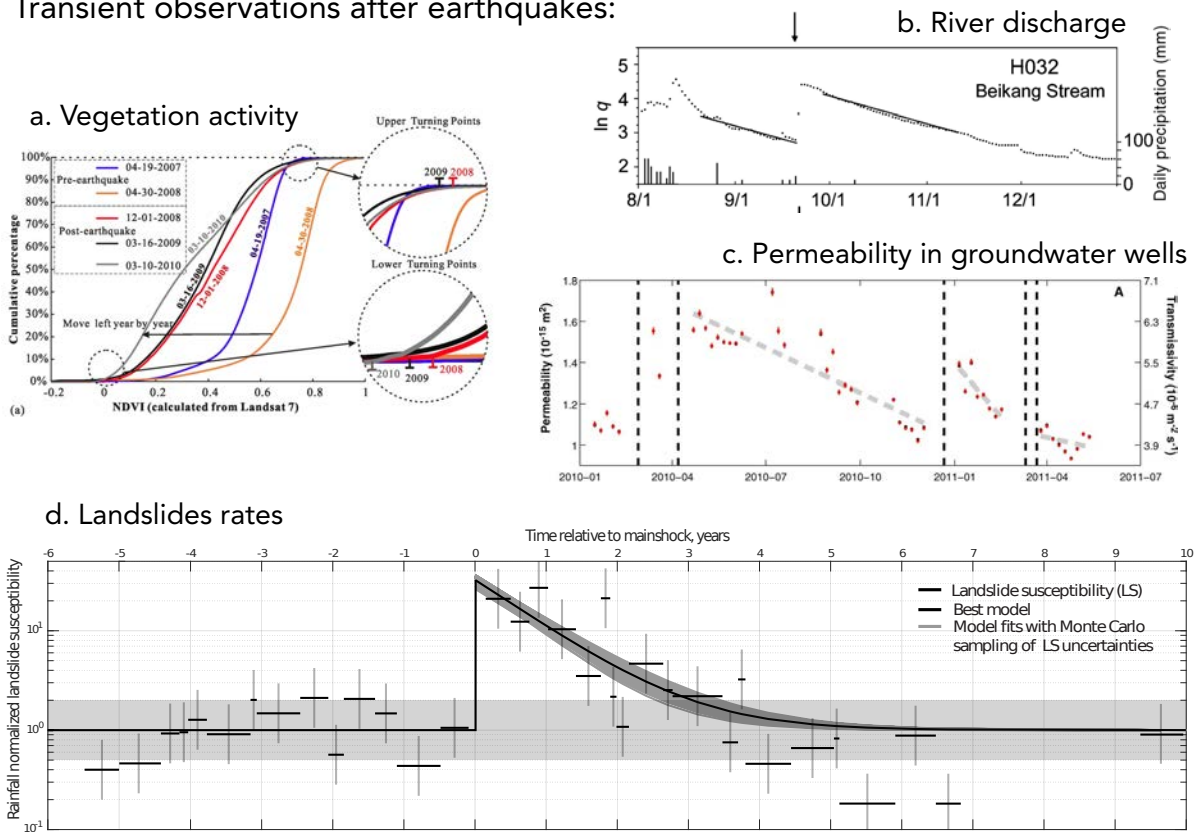 Transient observations after earthquakes:
a. Vegetation activity
Upper Turning Points
100%
90%
80%
70%
60%
50%
40%
30%
20%
10%
0%
Cumulative percentage
04-19-2007
Pre-earthquake
04-30-2008
12-01-2008
Post-earthquake
03-16-2009
03-10-2010
03-10-2010
03-16-2009
12-01-2008
04-19-2007
04-30-2008
Move left year by year
2009 2008
Lower Turning Points
2010 2009 2008
-0.2 0 0.2 0.4 0.6 0.8 1
NDVI (calculated from Landsat 7)
(a)
b. River discharge
H032
Beikang Stream
5
4
3
2
ln q
100
0
Daily precipitation (mm)
8/1 9/1 10/1 11/1 12/1
c. Permeability in groundwater wells
A
1.8
1.6
1.4
1.2
1
Permeability (10⁻¹⁵ m²)
7.1
6.3
5.5
4.7
3.9
Transmissivity (10⁻⁶ m² s⁻¹)
2010-01 2010-04 2010-07 2010-10 2011-01 2011-04 2011-07
d. Landslides rates
Time relative to mainshock, years
-6 -5 -4 -3 -2 -1 0 1 2 3 4 5 6 7 8 9 10
Rainfall normalized landslide susceptibility
10¹
10⁰
10⁻¹
Landslide susceptibility (LS)
Best model
Model fits with Monte Carlo
sampling of LS uncertainties